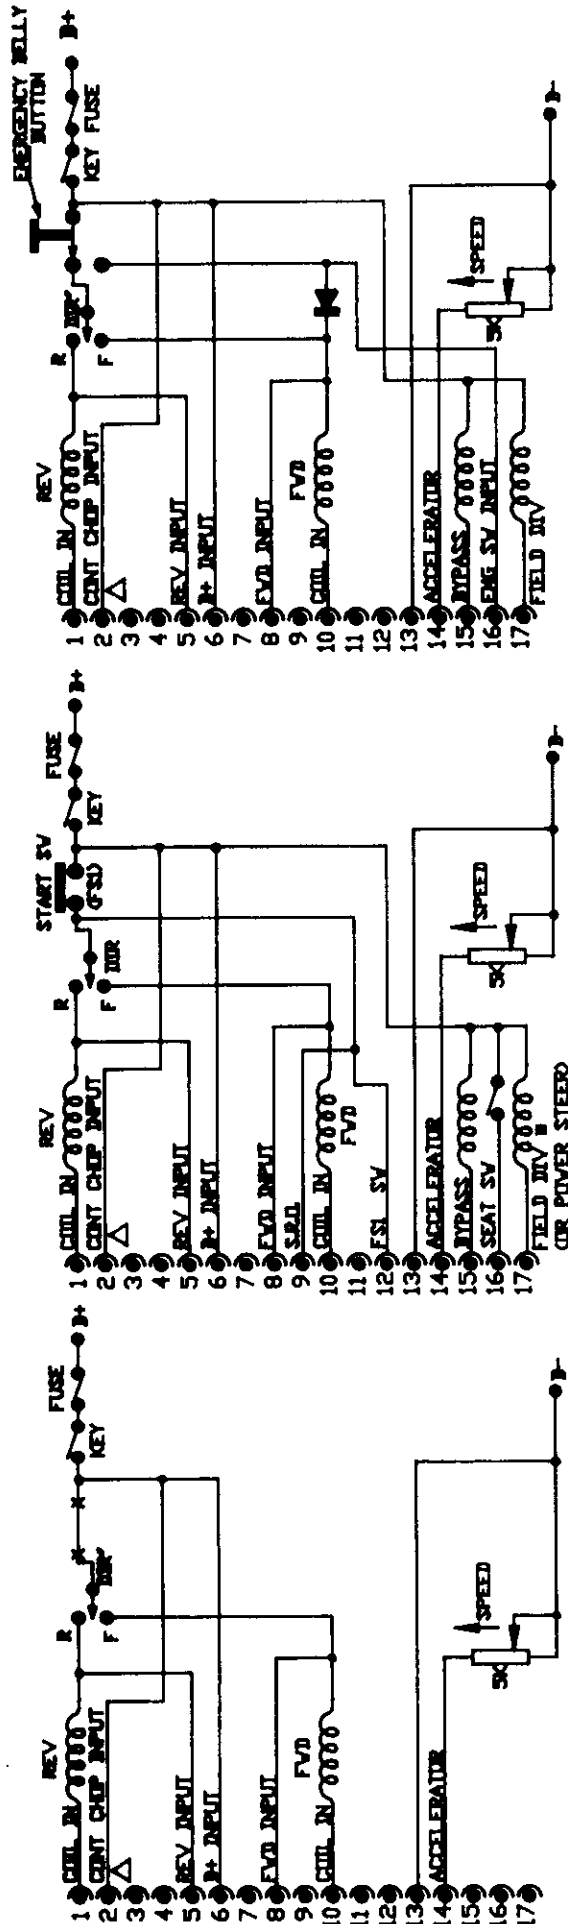 EMERGENCY BELLY
BUTTON
B+
KEY FUSE
DIR
R
F
REV
COIL IN
CONT CHOP INPUT
REV INPUT
B+ INPUT
FWD INPUT
FWD
COIL IN
ACCELERATOR
BYPASS
EMG SW INPUT
FIELD DIV
SPEED
5K
B-
1
2
3
4
5
6
7
8
9
10
11
12
13
14
15
16
17
START SW
(FS1)
FUSE
B+
KEY
DIR
R
F
REV
COIL IN
CONT CHOP INPUT
REV INPUT
B+ INPUT
FWD INPUT
S.R.O.
COIL IN
FWD
FS1 SW
ACCELERATOR
BYPASS
SEAT SW
FIELD DIV
(OR POWER STEER)
SPEED
5K
B-
1
2
3
4
5
6
7
8
9
10
11
12
13
14
15
16
17
FUSE
B+
KEY
DIR
R
F
REV
COIL IN
CONT CHOP INPUT
REV INPUT
B+ INPUT
FWD INPUT
FWD
COIL IN
ACCELERATOR
SPEED
5K
B-
1
2
3
4
5
6
7
8
9
10
11
12
13
14
15
16
17